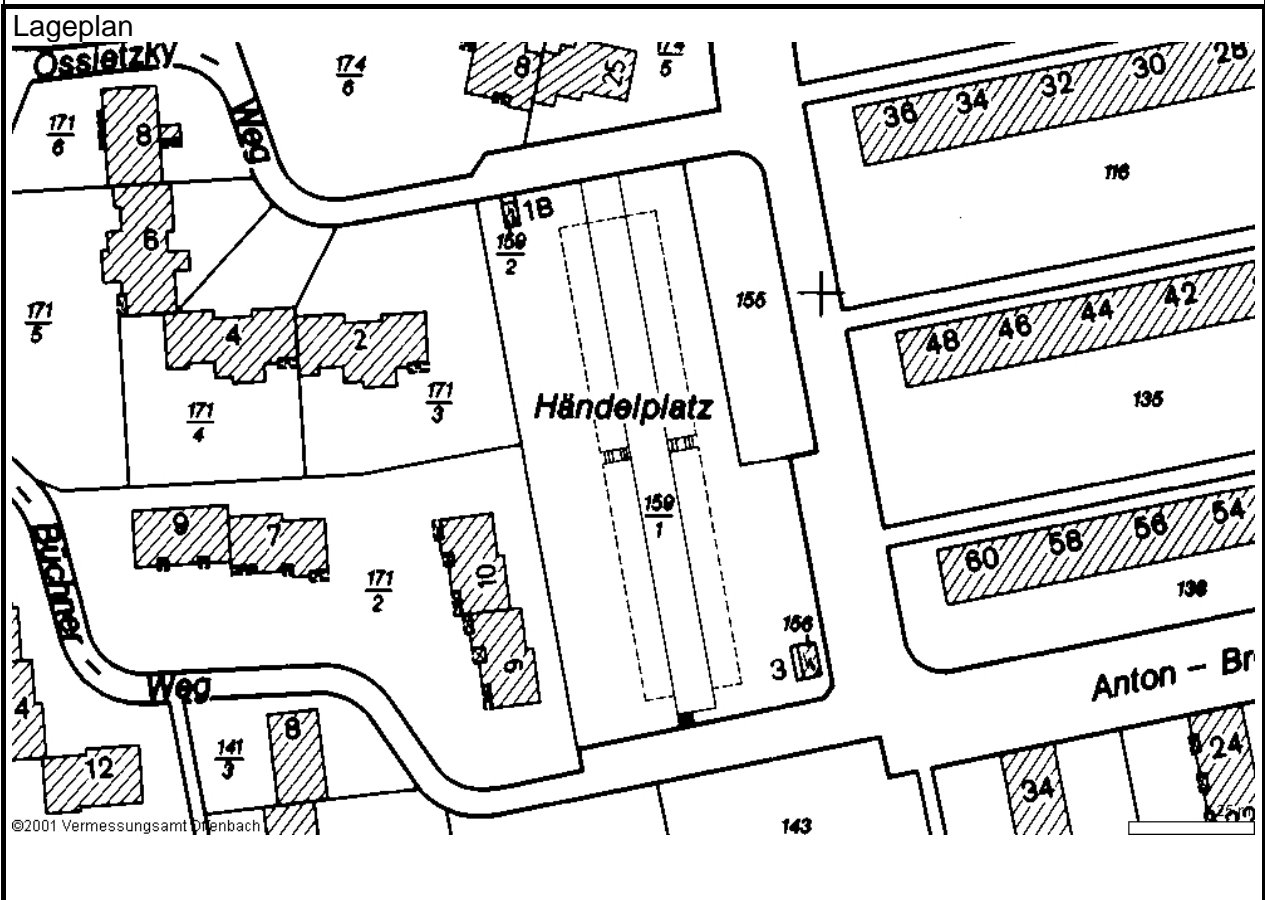 Lageplan
Ossietzky
Weg
174/6
8
25
174/5
36 34 32 30 28
171/6
8
116
1B
159/2
6
155
171/5
4
2
48 46 44 42
171/3
Händelplatz
171/4
135
159/1
9
7
10
60 58 56 54
Büchner
171/2
136
156
9
3
Weg
Anton – Br
4
8
141/3
24
12
34
143
©2001 Vermessungsamt Offenbach